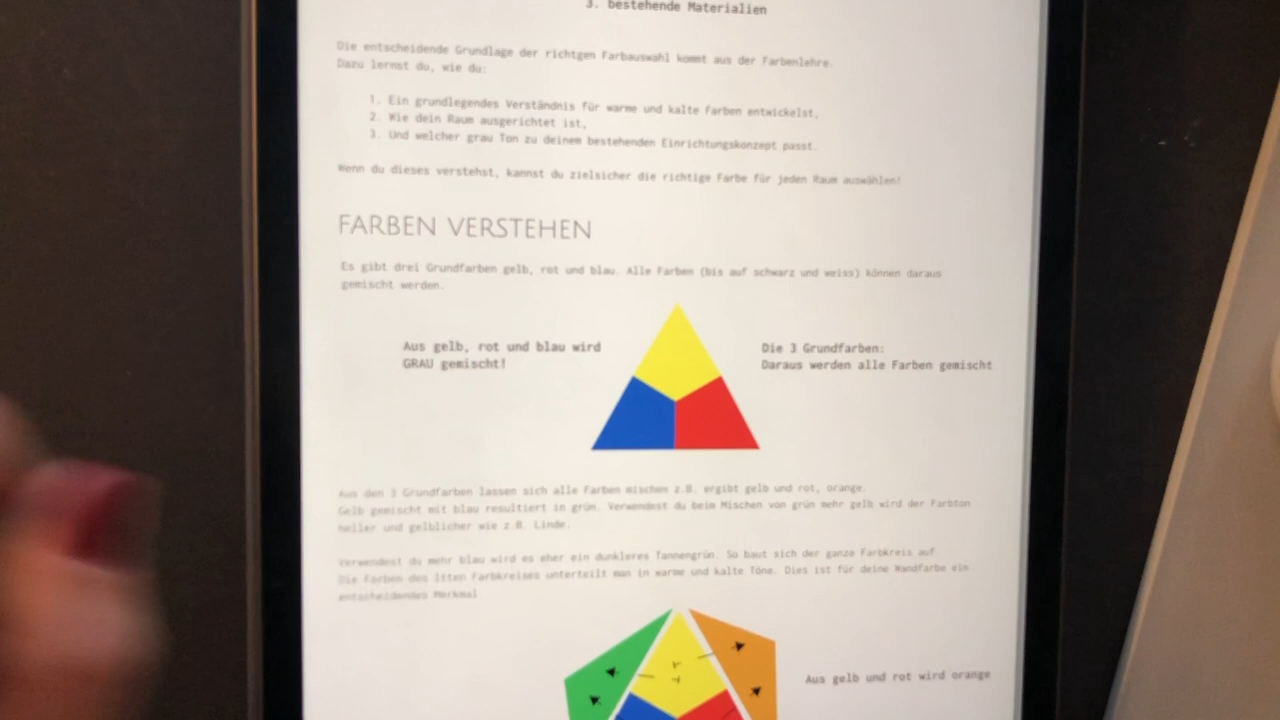 3. bestehende Materialien
Die entscheidende Grundlage der richtgen Farbauswahl kommt aus der Farbenlehre.
Dazu lernst du, wie du:
1. Ein grundlegendes Verständnis für warme und kalte Farben entwickelst,
2. Wie dein Raum ausgerichtet ist,
3. Und welcher grau Ton zu deinem bestehenden Einrichtungskonzept passt.
Wenn du dieses verstehst, kannst du zielsicher die richtige Farbe für jeden Raum auswählen!
FARBEN VERSTEHEN
Es gibt drei Grundfarben gelb, rot und blau. Alle Farben (bis auf schwarz und weiss) können daraus
gemischt werden.
Aus gelb, rot und blau wird
GRAU gemischt!
Die 3 Grundfarben:
Daraus werden alle Farben gemischt
Aus den 3 Grundfarben lassen sich alle Farben mischen z.B. ergibt gelb und rot, orange.
Gelb gemischt mit blau resultiert in grün. Verwendest du beim Mischen von grün mehr gelb wird der Farbton
heller und gelblicher wie z.B. Linde.
Verwendest du mehr blau wird es eher ein dunkleres Tannengrün. So baut sich der ganze Farbkreis auf.
Die Farben des Itten Farbkreises unterteilt man in warme und kalte Töne. Dies ist für deine Wandfarbe ein
entscheidendes Merkmal
Aus gelb und rot wird orange